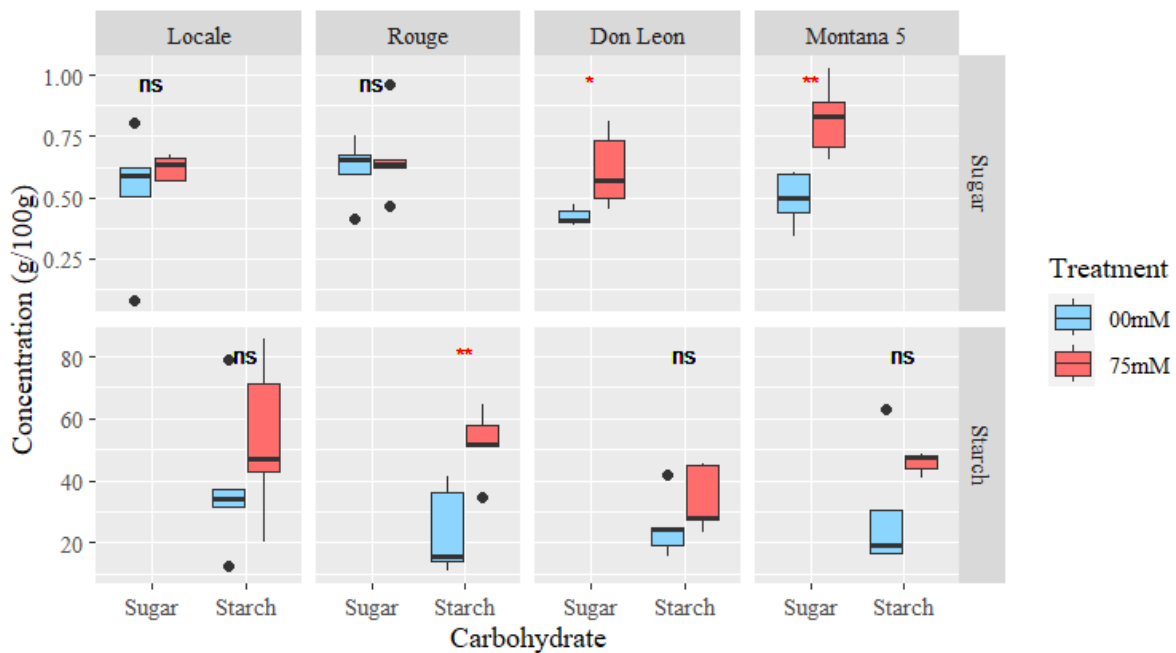 Locale Rouge Don Leon Montana 5
Concentration (g/100g)
1.00
0.75
0.50
0.25
ns ns * **
Sugar
80
60
40
20
ns ** ns ns
Starch
Sugar Starch Sugar Starch Sugar Starch Sugar Starch
Carbohydrate
Treatment
00mM
75mM